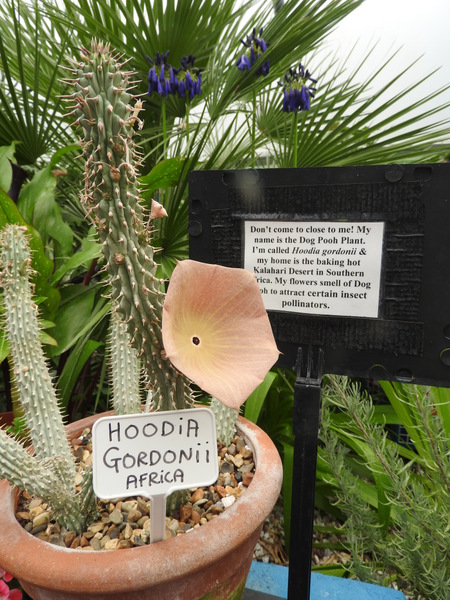 Don't come to close to me! My
name is the Dog Pooh Plant.
I'm called Hoodia gordonii &
my home is the baking hot
Kalahari Desert in Southern
My flowers smell of Dog
to attract certain insect
pollinators.
HOODIA
GORDONII
AFRICA